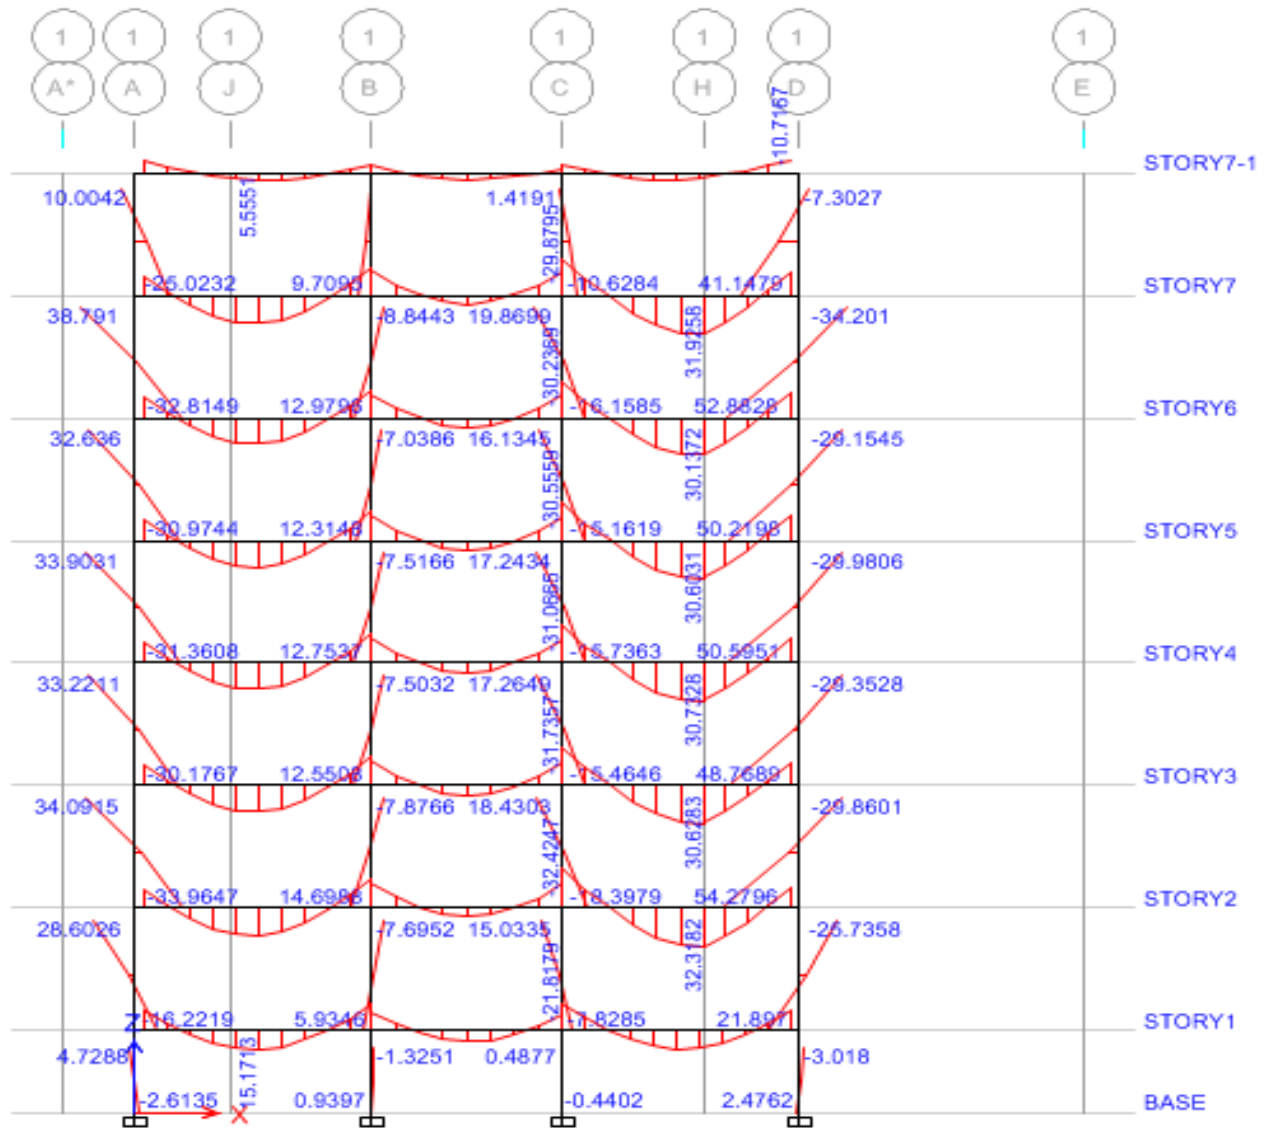 1 1 1 1 1 1 1 1
A* A J B C H D E
10.7167
STORY7-1
10.0042 5.5551 1.4191 -7.3027
-29.8795
-25.0232 9.7095 -10.6284 41.1479 STORY7
38.791 -8.8443 19.8699 31.9258 -34.201
-30.2369
-32.8149 12.9796 -16.1585 52.8828 STORY6
32.636 -7.0386 16.1345 30.1372 -29.1545
-30.5559
-30.9744 12.3148 -15.1619 50.2198 STORY5
33.9031 -7.5166 17.2434 30.6031 -29.9806
-31.0665
-31.3608 12.7537 -15.7363 50.5951 STORY4
33.2211 -7.5032 17.2649 30.7328 -29.3528
-31.7357
-30.1767 12.5508 -15.4646 48.7689 STORY3
34.0915 -7.8766 18.4303 30.6283 -29.8601
-32.4247
-33.9647 14.6988 -18.3979 54.2796 STORY2
28.6026 -7.6952 15.0335 32.3182 -25.7358
-21.8179
Z -16.2219 5.9346 -7.8285 21.897 STORY1
4.7288 15.1713 -1.3251 0.4877 -3.018
-2.6135 X 0.9397 -0.4402 2.4762 BASE